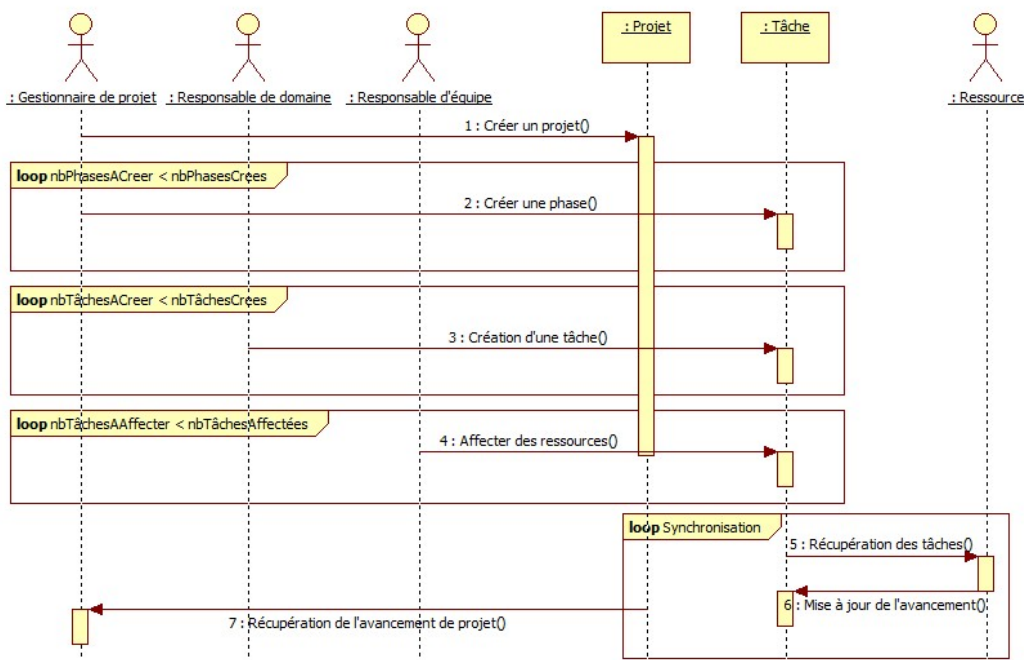 : Projet
: Tâche
: Gestionnaire de projet
: Responsable de domaine
: Responsable d'équipe
: Ressource
1 : Créer un projet()
loop nbPhasesACreer < nbPhasesCrees
2 : Créer une phase()
loop nbTâchesACreer < nbTâchesCrees
3 : Création d'une tâche()
loop nbTâchesAAffecter < nbTâchesAffectées
4 : Affecter des ressources()
loop Synchronisation
5 : Récupération des tâches()
6 : Mise à jour de l'avancement()
7 : Récupération de l'avancement de projet()